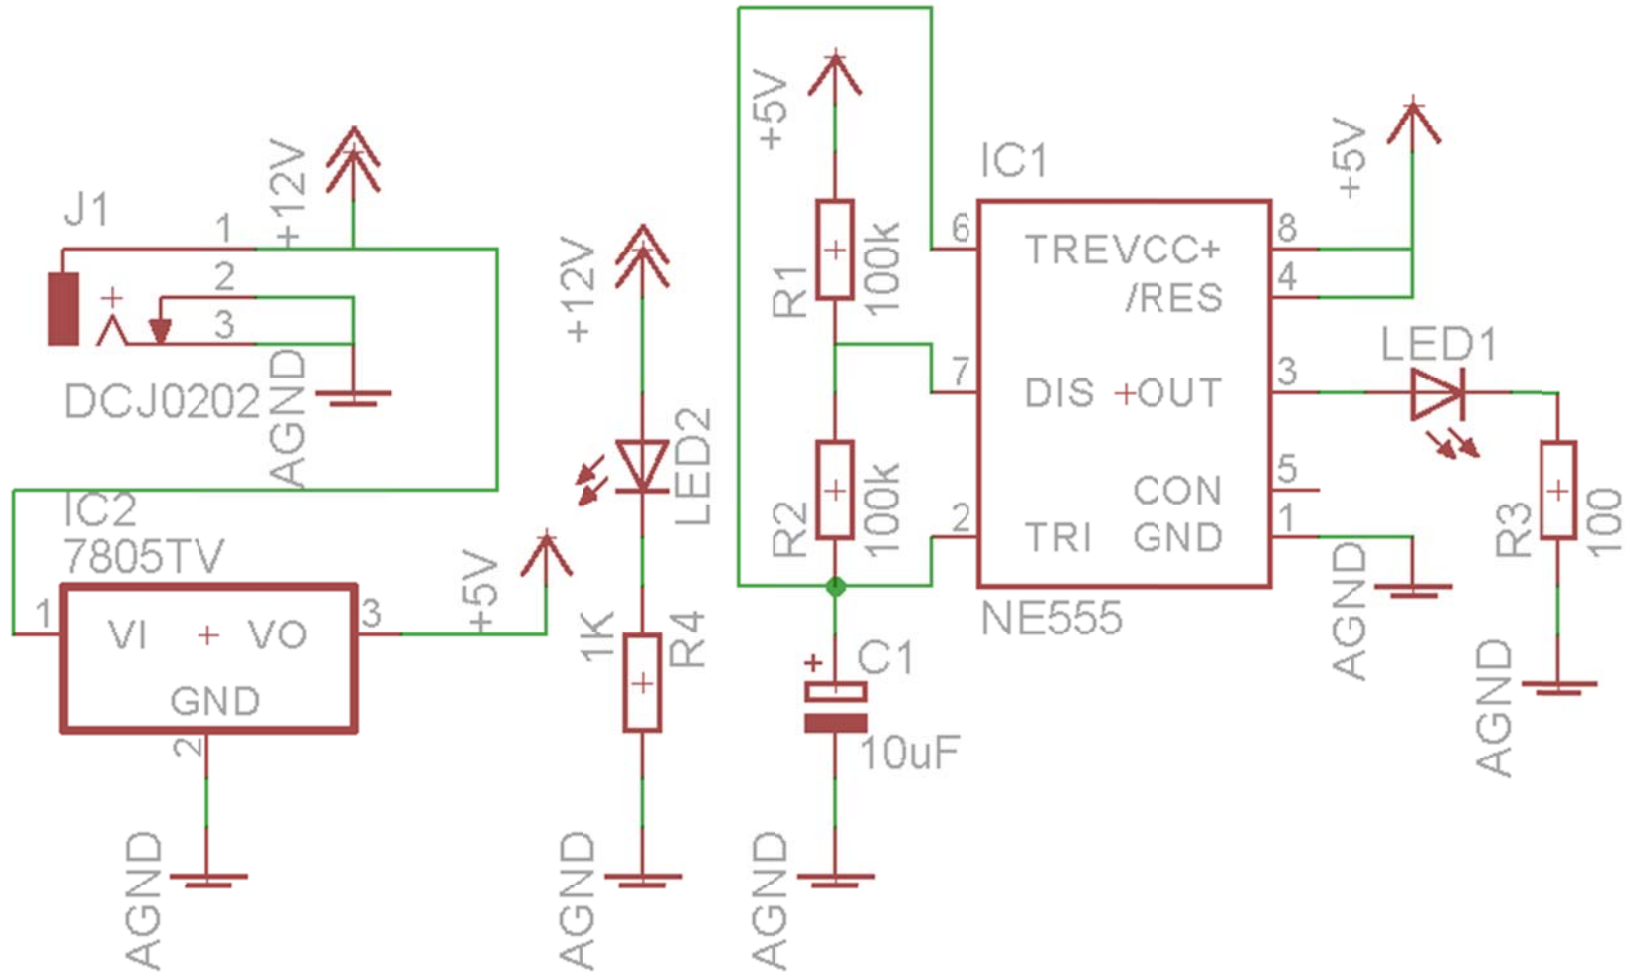 J1
1
2
3
DCJ0202
+12V
AGND
IC2
7805TV
1
VI
VO
3
GND
2
AGND
+5V
+12V
LED2
1K
R4
AGND
+5V
R1
100k
R2
100k
+
C1
10uF
AGND
IC1
6
TREVCC+
8
/RES
4
7
DIS
OUT
3
CON
5
2
TRI
GND
1
NE555
+5V
LED1
R3
100
AGND
AGND